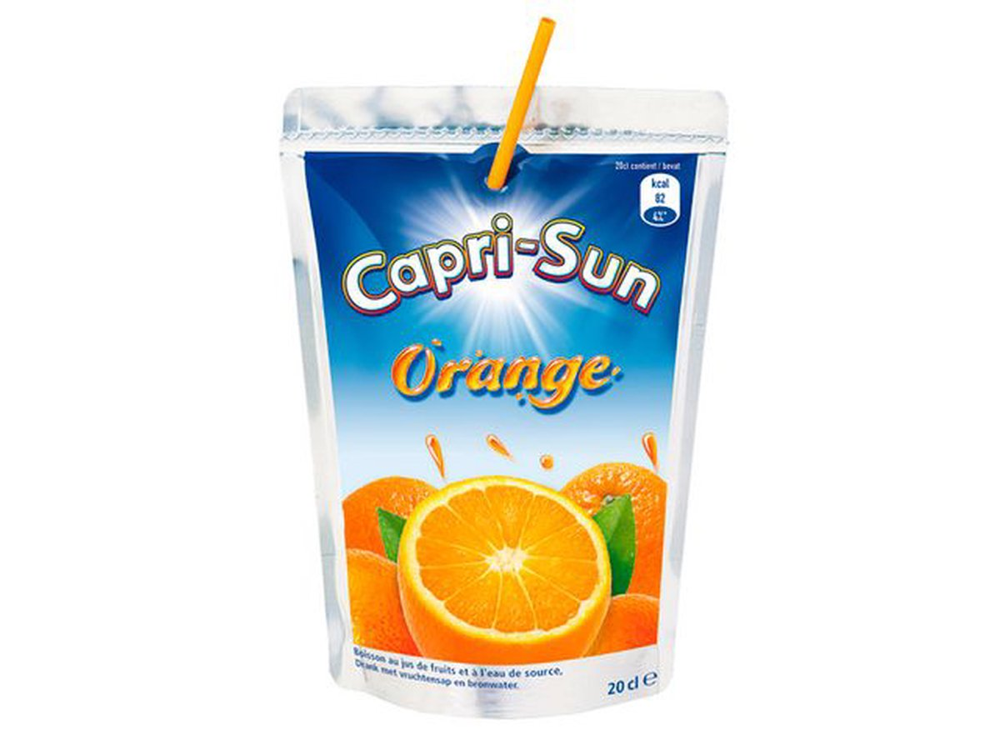 20cl contient / bevat
kcal
82
4%*
Capri-Sun
Orange
Boisson au jus de fruits et à l'eau de source.
Drank met vruchtensap en bronwater.
20 cl e